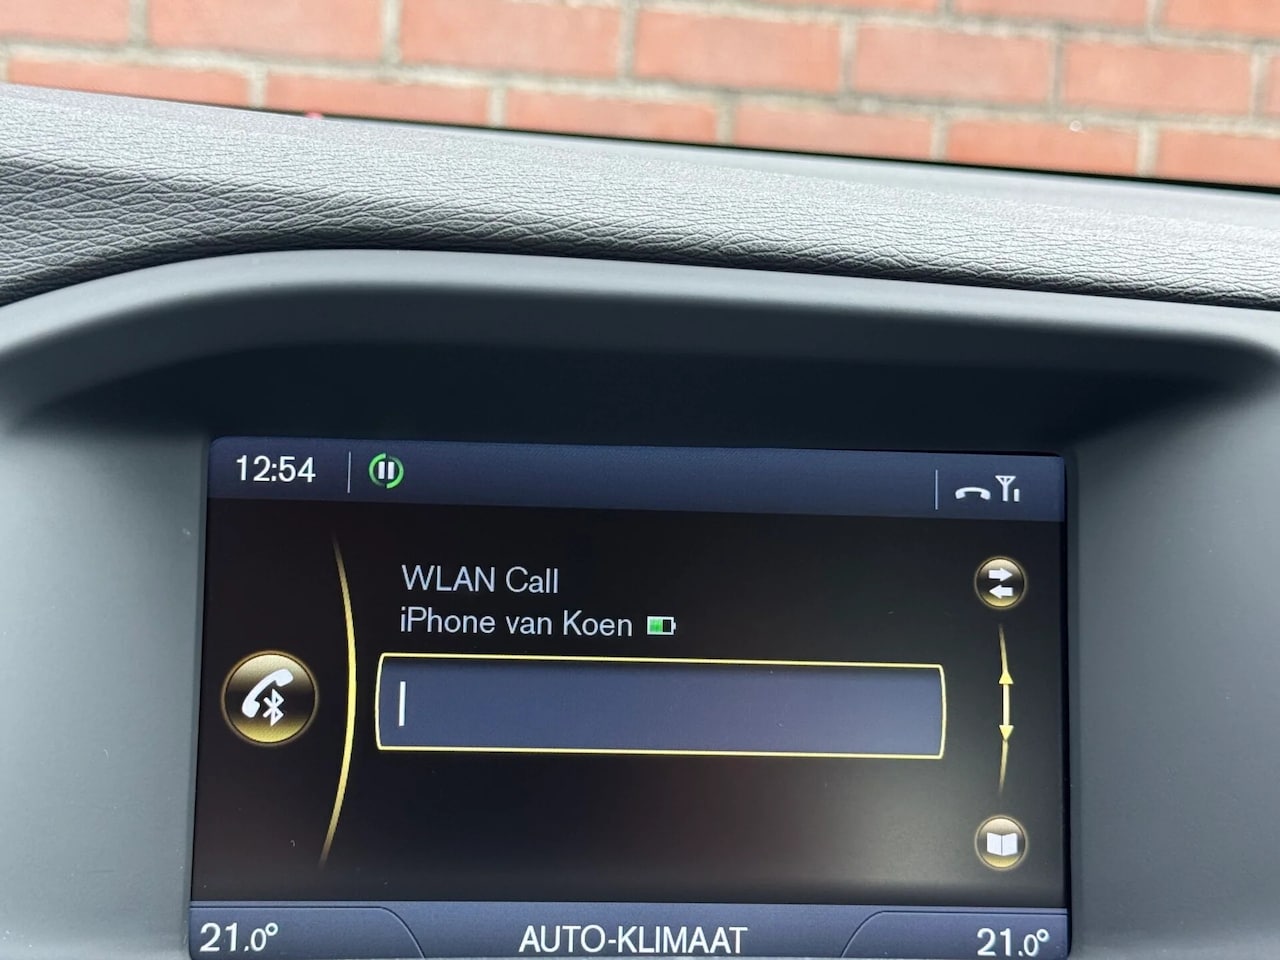 12:54
WLAN Call
iPhone van Koen
21.0°
AUTO-KLIMAAT
21.0°